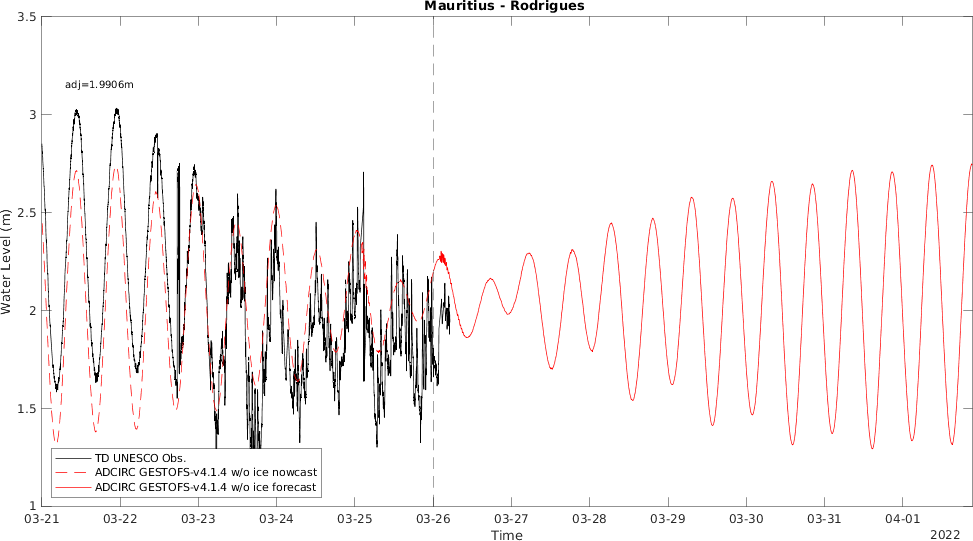 Mauritius - Rodrigues
3.5
3
2.5
2
1.5
1
Water Level (m)
adj=1.9906m
TD UNESCO Obs.
ADCIRC GESTOFS-v4.1.4 w/o ice nowcast
ADCIRC GESTOFS-v4.1.4 w/o ice forecast
03-21 03-22 03-23 03-24 03-25 03-26 03-27 03-28 03-29 03-30 03-31 04-01
Time
2022